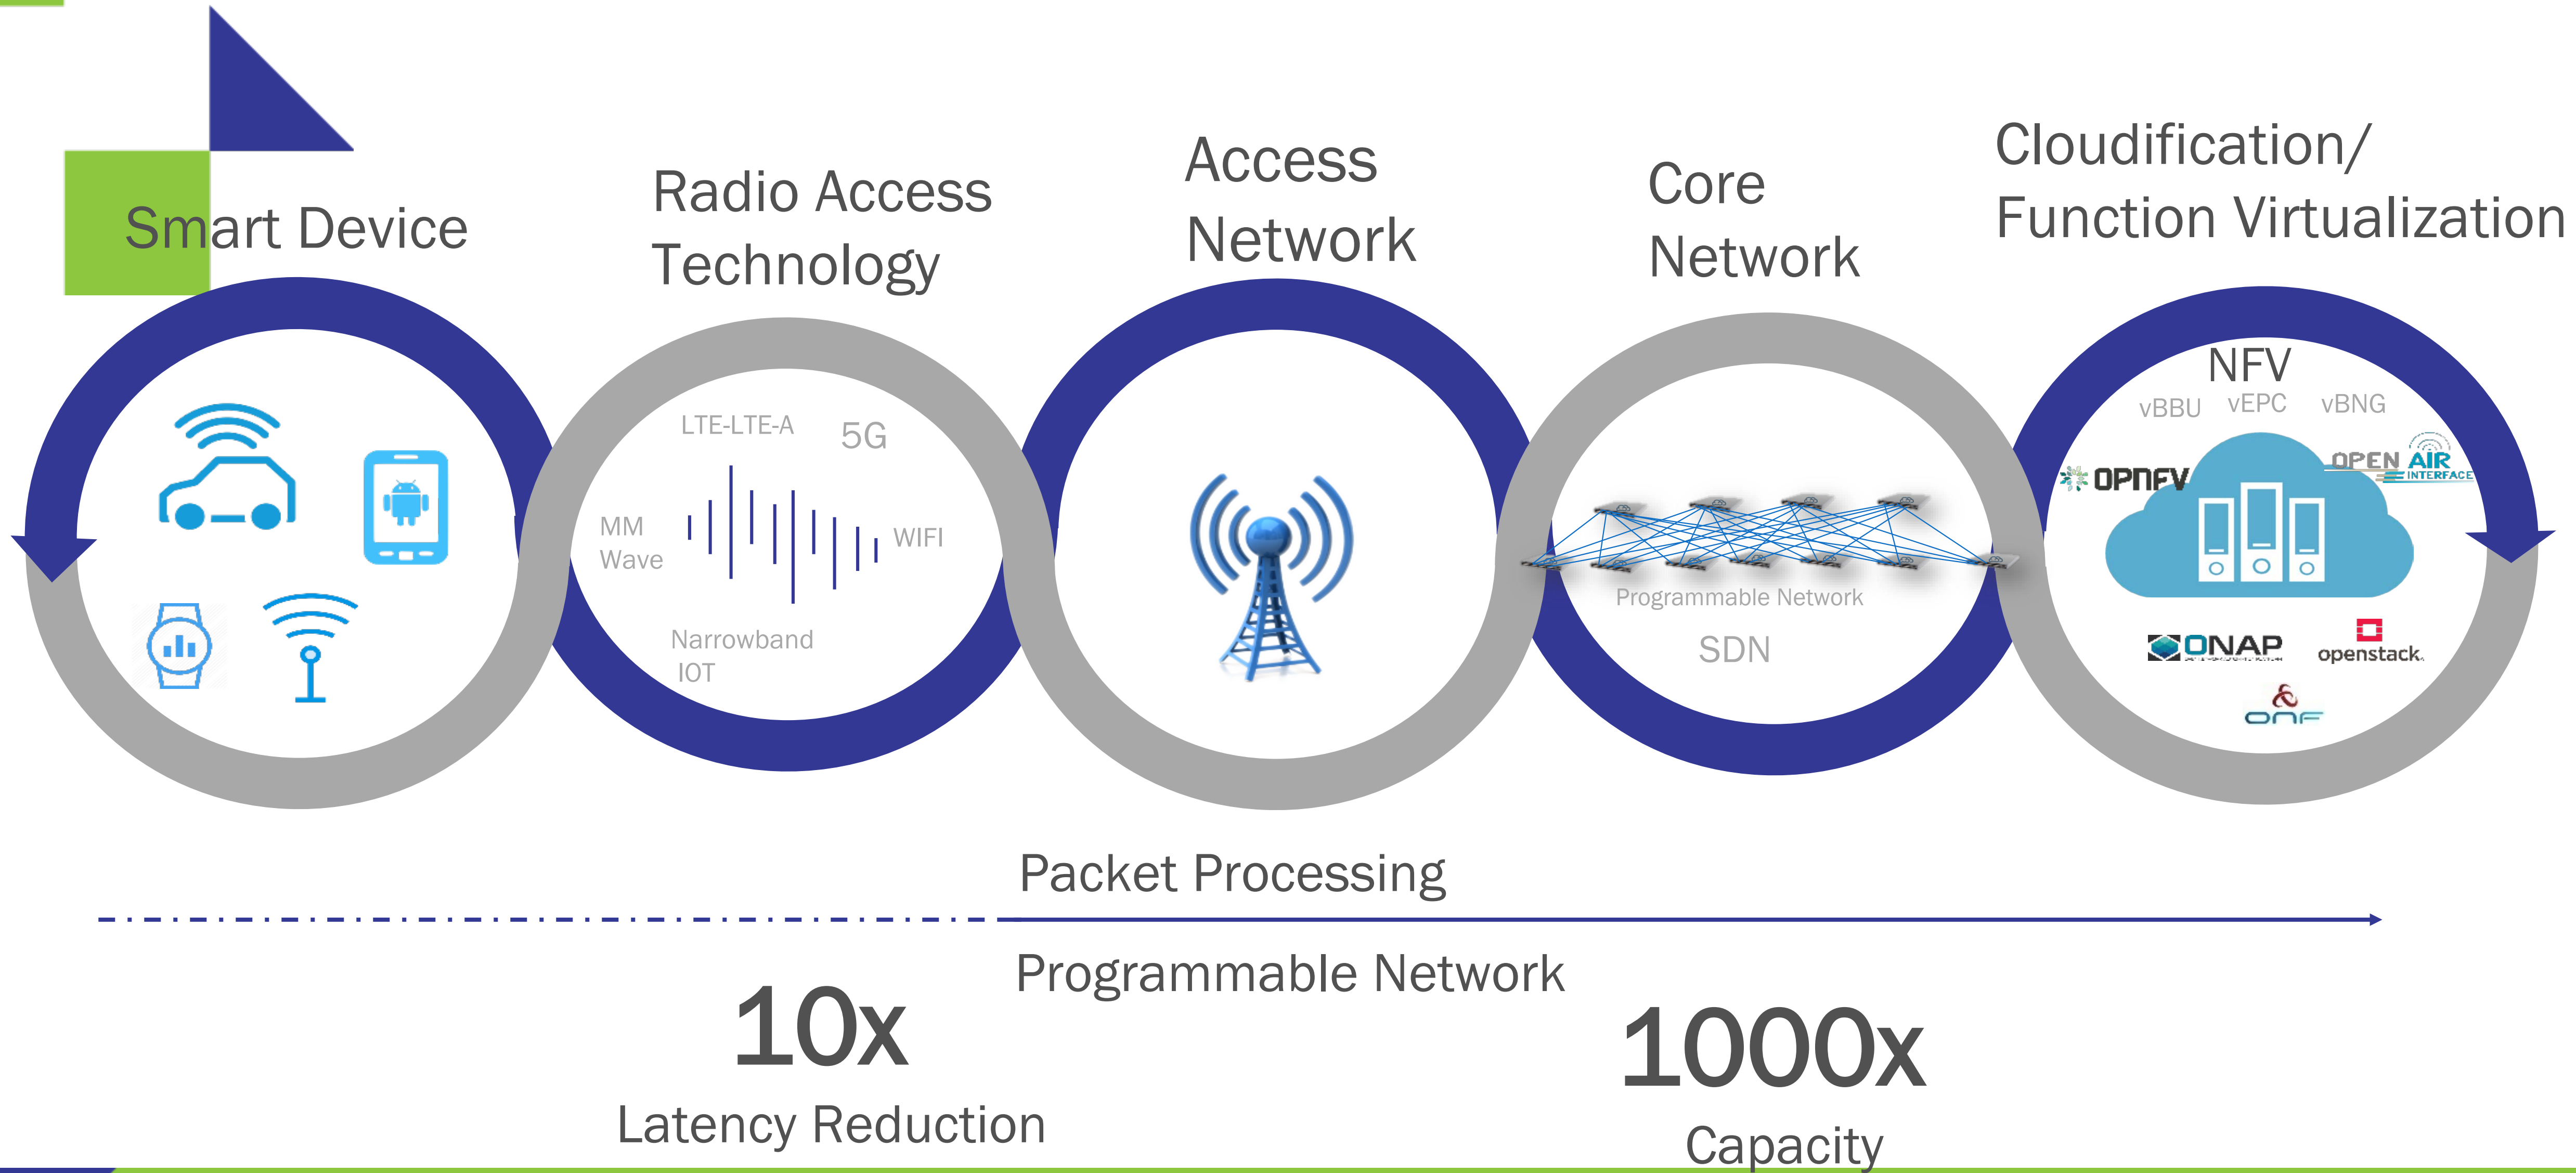 Smart Device
Radio Access
Technology
Access
Network
Core
Network
Cloudification/
Function Virtualization
LTE-LTE-A
5G
MM
Wave
WIFI
Narrowband
IOT
Programmable Network
SDN
NFV
vBBU
vEPC
vBNG
OPNFV
OPEN AIR
INTERFACE
ONAP
openstack.
ONF
Packet Processing
Programmable Network
10x
Latency Reduction
1000x
Capacity